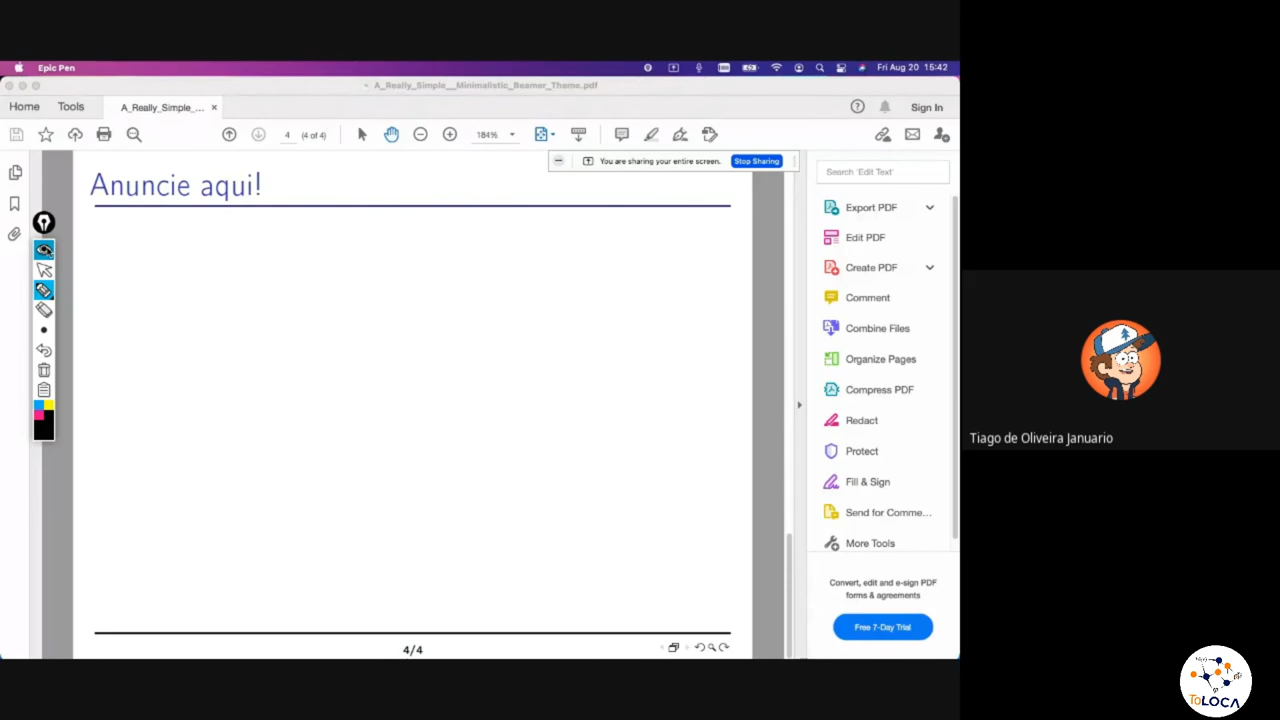 Epic Pen
Fri Aug 20 15:42
A_Really_Simple__Minimalistic_Beamer_Theme.pdf
Home
Tools
A_Really_Simple_...
Sign In
4
(4 of 4)
184%
You are sharing your entire screen.
Stop Sharing
Anuncie aqui!
Search 'Edit Text'
Export PDF
Edit PDF
Create PDF
Comment
Combine Files
Organize Pages
Compress PDF
Redact
Protect
Fill & Sign
Send for Comme...
More Tools
Convert, edit and e-sign PDF
forms & agreements
Free 7-Day Trial
4/4
Tiago de Oliveira Januario
ToLOCA